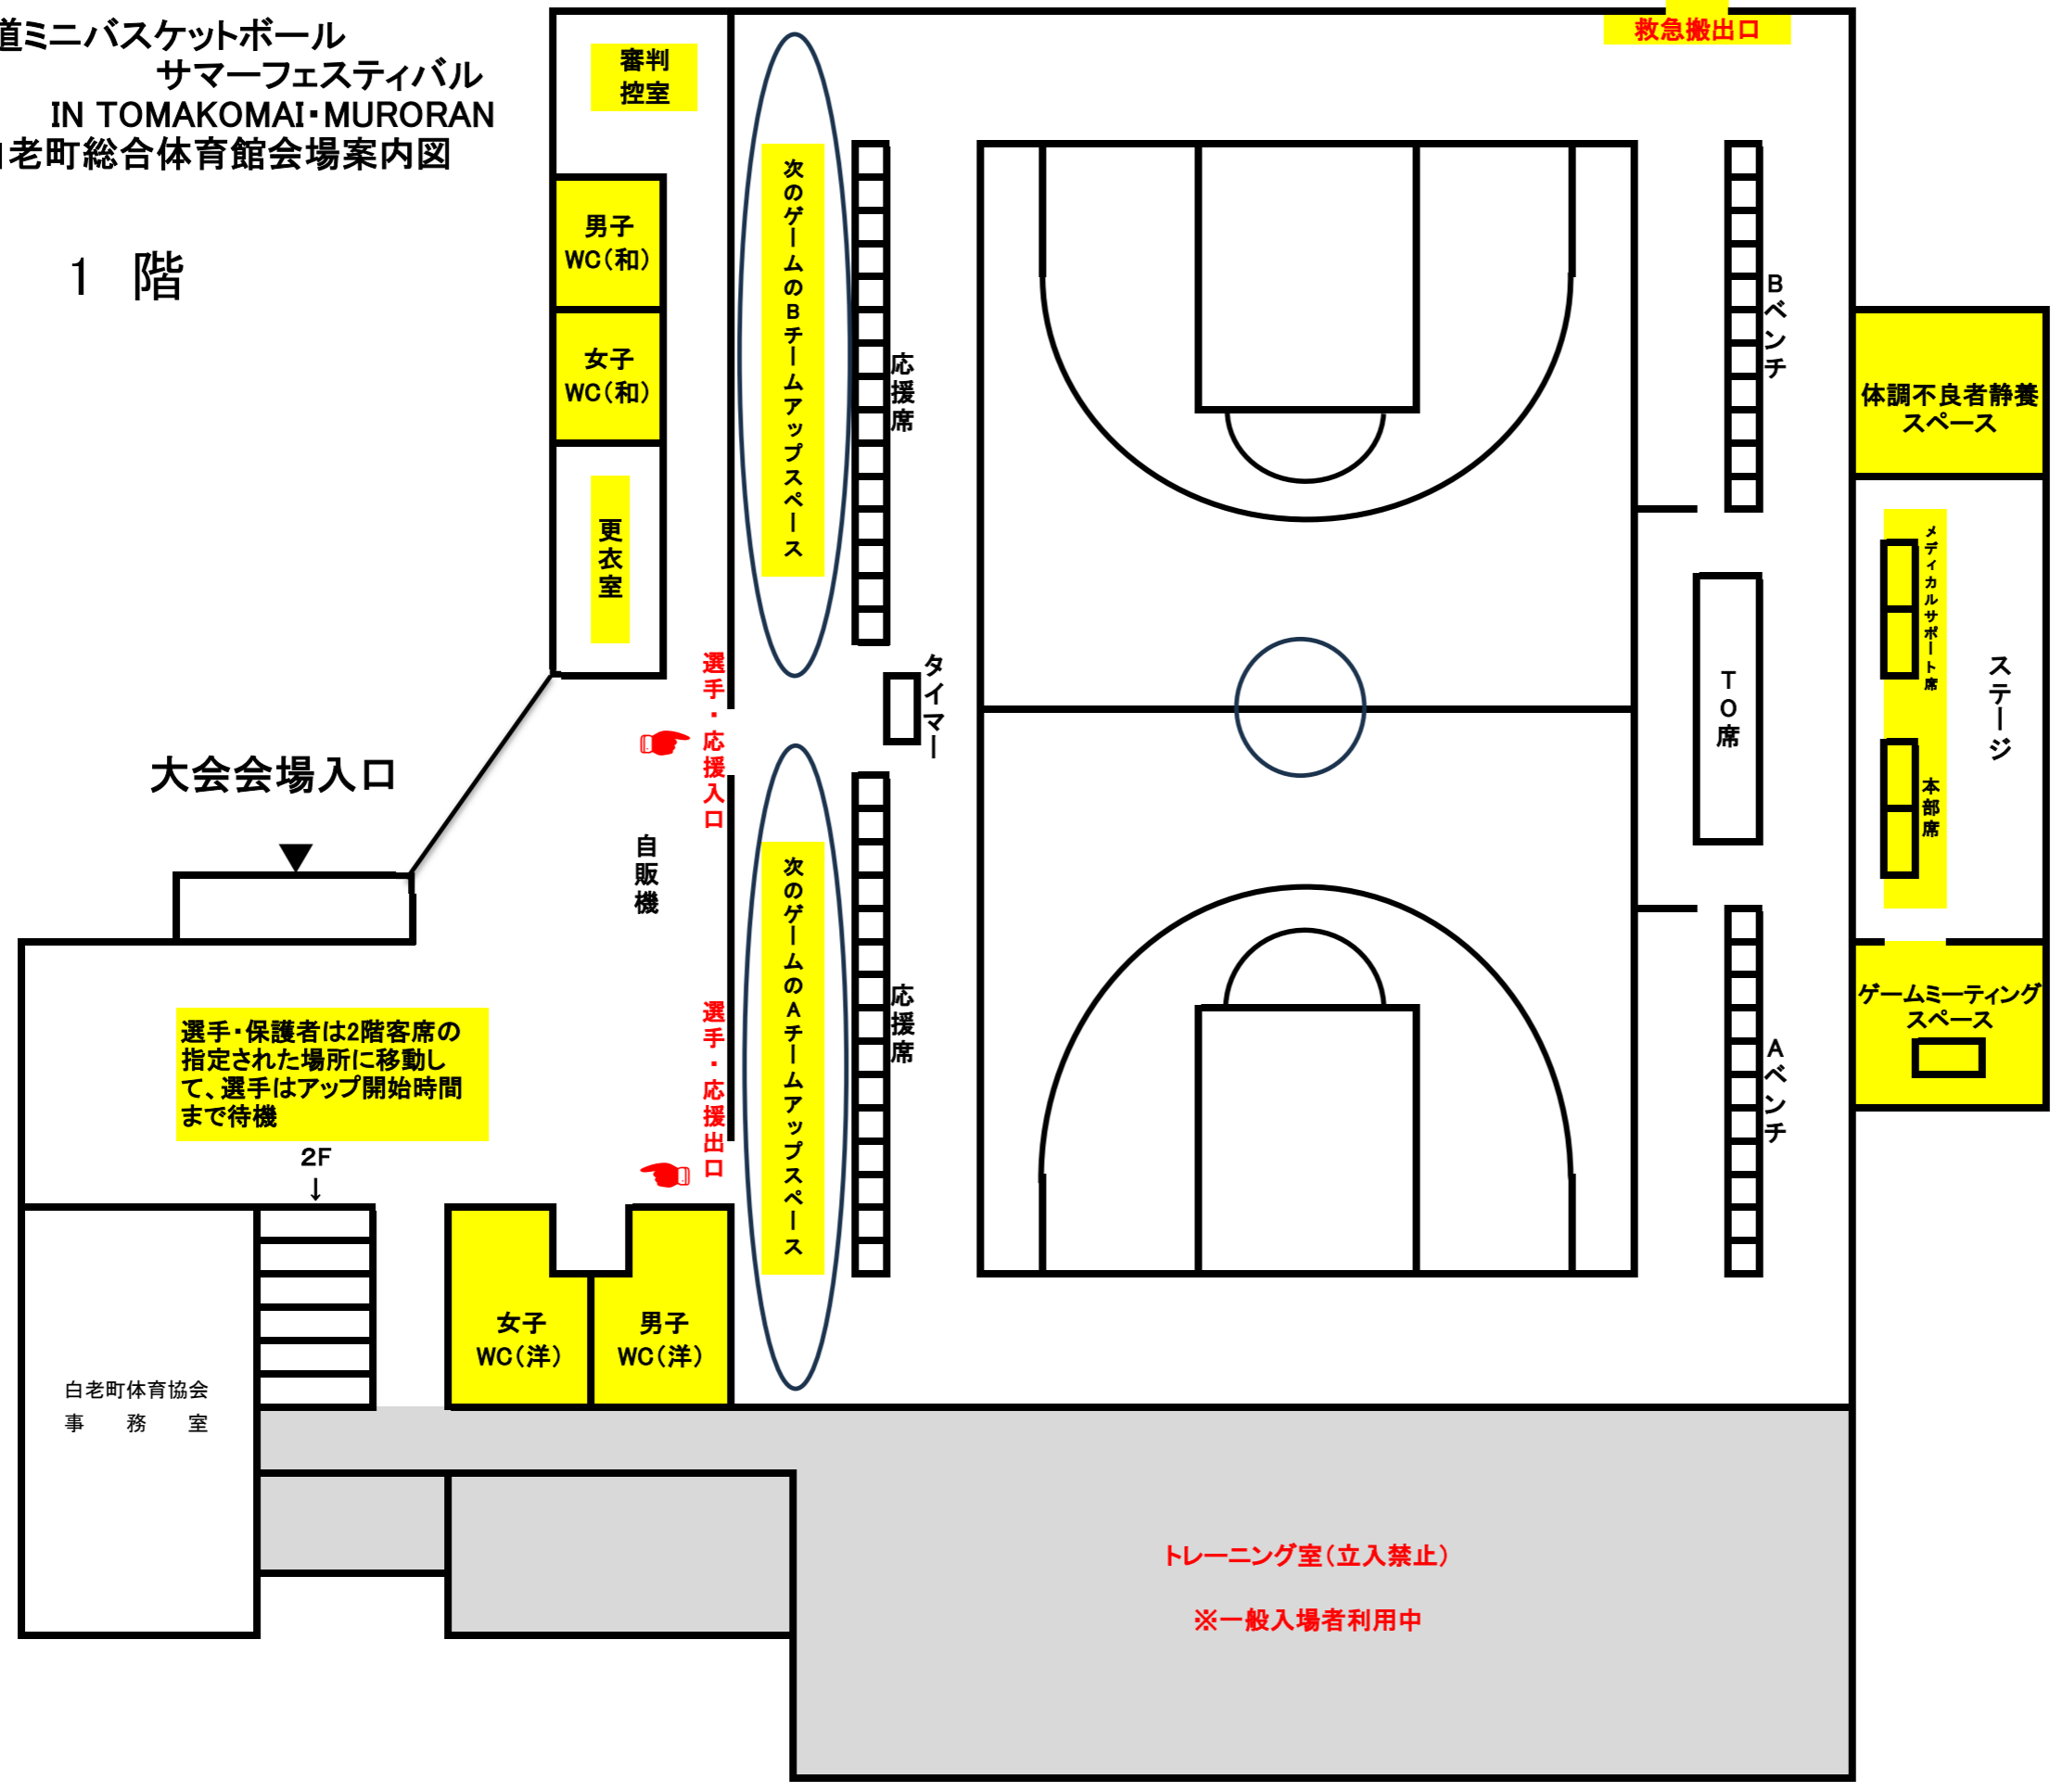 道ミニバスケットボール
サマーフェスティバル
IN TOMAKOMAI・MURORAN
老町総合体育館会場案内図
1 階
救急搬出口
審判
控室
男子
WC(和)
女子
WC(和)
更衣室
次のゲームのBチームアップスペース
応援席
Bベンチ
体調不良者静養
スペース
メディカルサポート席
ステージ
本部席
TO席
タイマー
選手・応援入口
大会会場入口
自販機
次のゲームのAチームアップスペース
応援席
Aベンチ
ゲームミーティング
スペース
選手・応援出口
選手・保護者は2階客席の
指定された場所に移動し
て、選手はアップ開始時間
まで待機
2F
↓
女子
WC(洋)
男子
WC(洋)
白老町体育協会
事 務 室
トレーニング室(立入禁止)
※一般入場者利用中